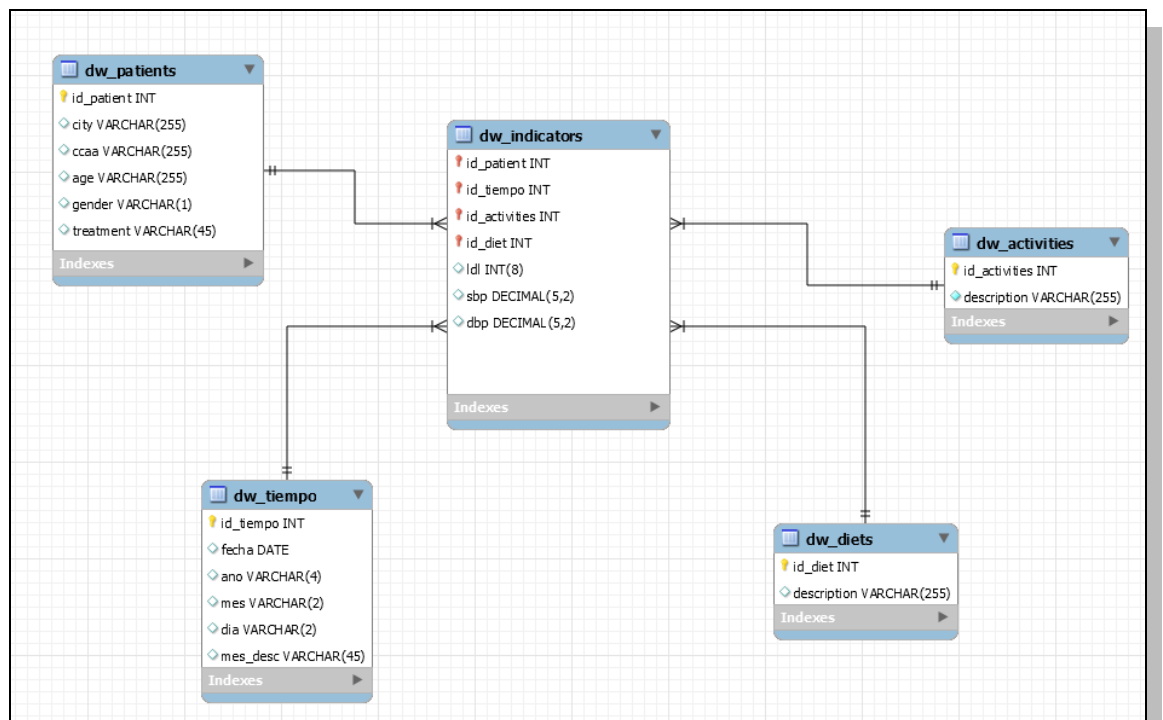 dw_patients
id_patient INT
city VARCHAR(255)
ccaa VARCHAR(255)
age VARCHAR(255)
gender VARCHAR(1)
treatment VARCHAR(45)
Indexes
dw_indicators
id_patient INT
id_tiempo INT
id_activities INT
id_diet INT
ldl INT(8)
sbp DECIMAL(5,2)
dbp DECIMAL(5,2)
Indexes
dw_activities
id_activities INT
description VARCHAR(255)
Indexes
dw_tiempo
id_tiempo INT
fecha DATE
ano VARCHAR(4)
mes VARCHAR(2)
dia VARCHAR(2)
mes_desc VARCHAR(45)
Indexes
dw_diets
id_diet INT
description VARCHAR(255)
Indexes